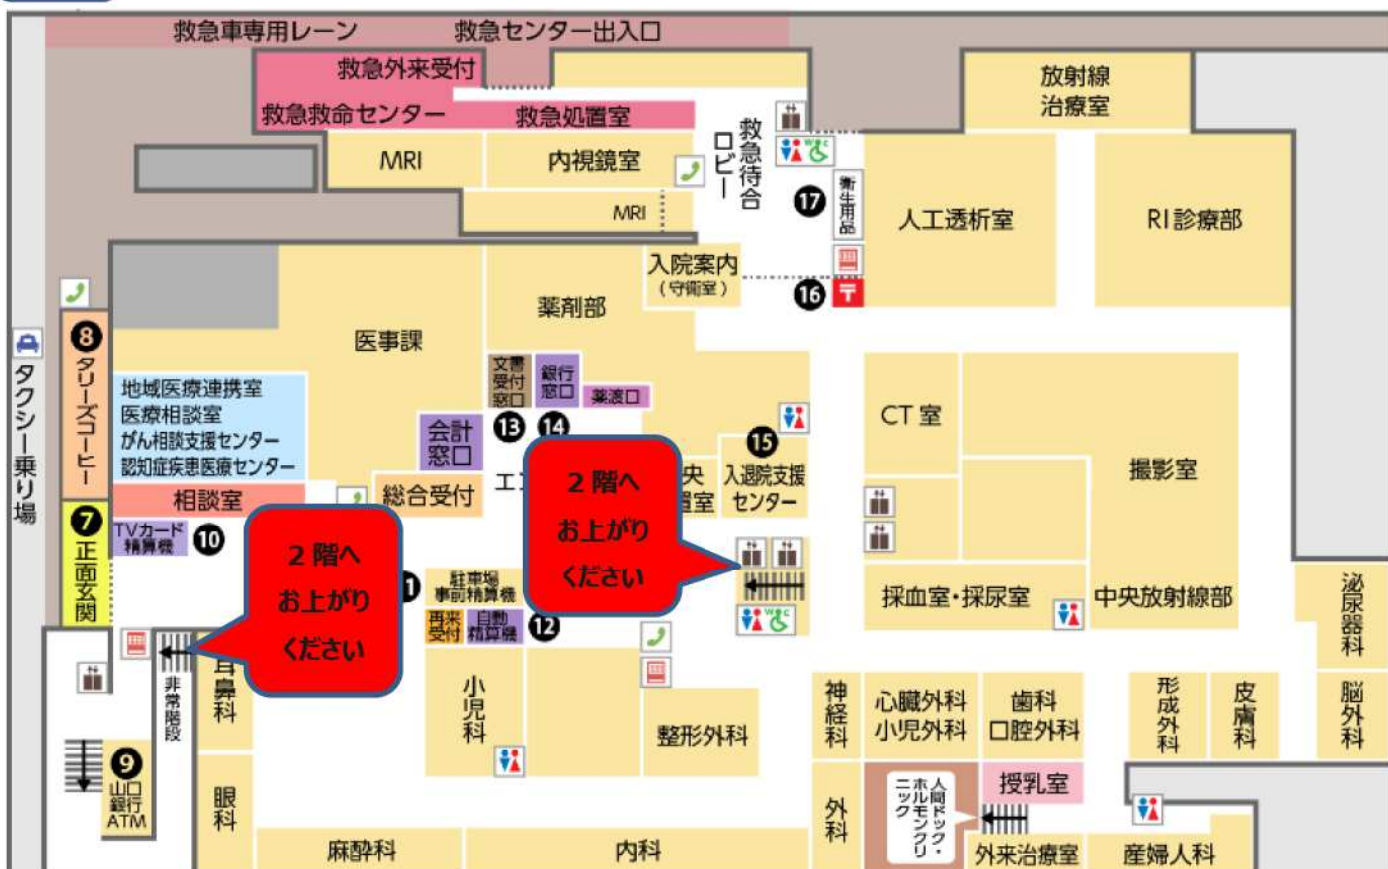 救急車専用レーン
救急センター出入口
救急外来受付
救急救命センター
救急処置室
MRI
内視鏡室
MRI
救急待合
ロビー
放射線
治療室
⑰
衛生用品
人工透析室
RI診療部
入院案内
(守衛室)
⑯
〒
医事課
薬剤部
⑧
タリーズコーヒー
タクシー乗り場
地域医療連携室
医療相談室
がん相談支援センター
認知症疾患医療センター
相談室
文書
受付
窓口
⑬
銀行
窓口
⑭
薬渡口
会計
窓口
総合受付
エン
⑮
入退院支援
センター
央
置室
CT室
撮影室
⑦
正面玄関
TVカード
精算機
⑩
2階へ
お上がり
ください
2階へ
お上がり
ください
1
駐車場
事前精算機
再来
受付
自動
精算機
⑫
WC
WC
採血室・採尿室
中央放射線部
泌尿器科
非常階段
耳鼻科
小児科
整形外科
神経科
心臓外科
小児外科
歯科
口腔外科
形成外科
皮膚科
脳外科
⑨
山口
銀行
ATM
眼科
麻酔科
内科
外科
人間ドック・
ホルモンクリ
ニック
授乳室
外来治療室
産婦人科